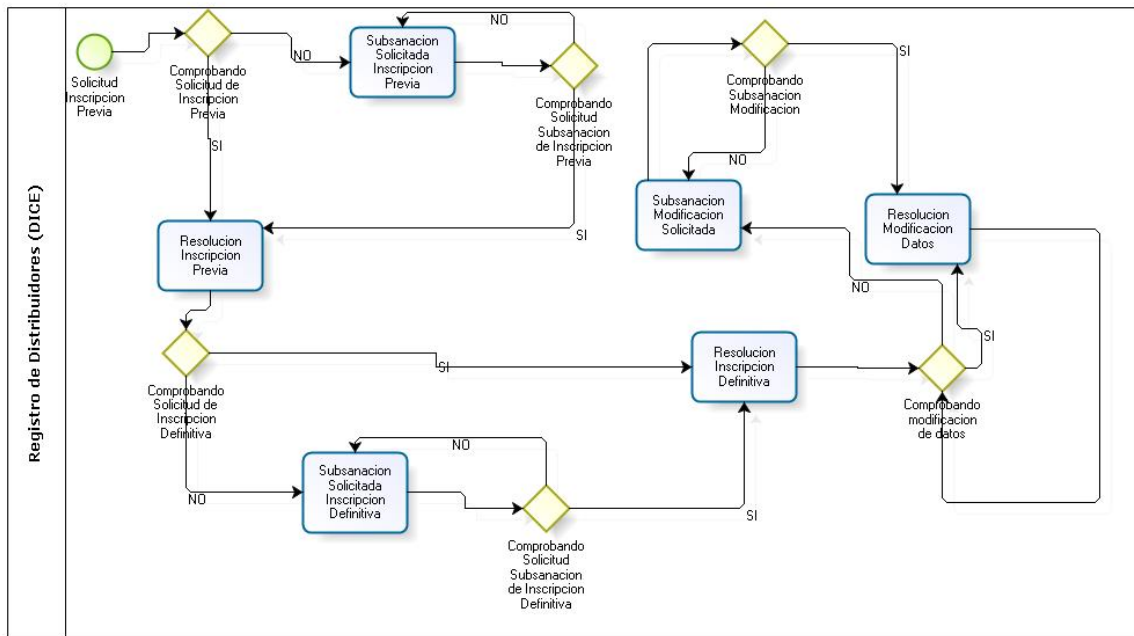 Registro de Distribuidores (DICE)
Solicitud
Inscripcion
Previa
Comprobando
Solicitud de
Inscripcion
Previa
NO
SI
Subsanacion
Solicitada
Inscripcion
Previa
NO
Comprobando
Solicitud
Subsanacion
de Inscripcion
Previa
SI
Resolucion
Inscripcion
Previa
Comprobando
Subsanacion
Modificacion
SI
NO
Subsanacion
Modificacion
Solicitada
Resolucion
Modificacion
Datos
NO
SI
Comprobando
Solicitud de
Inscripcion
Definitiva
SI
NO
Resolucion
Inscripcion
Definitiva
Comprobando
modificacion
de datos
Subsanacion
Solicitada
Inscripcion
Definitiva
NO
Comprobando
Solicitud
Subsanacion
de Inscripcion
Definitiva
SI